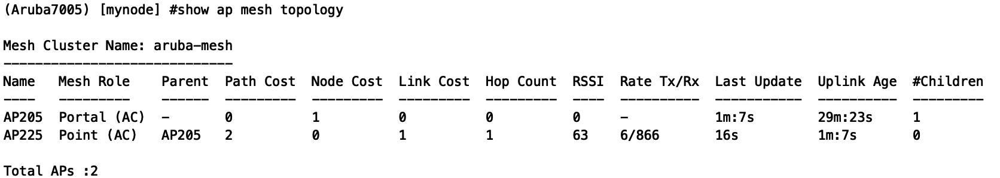 (Aruba7005) [mynode] #show ap mesh topology
Mesh Cluster Name: aruba-mesh
-----------------------------
Name   Mesh Role    Parent  Path Cost  Node Cost  Link Cost  Hop Count  RSSI  Rate Tx/Rx  Last Update  Uplink Age  #Children
----   ---------    ------  ---------  ---------  ---------  ---------  ----  ----------  -----------  ----------  ---------
AP205  Portal (AC)  -       0          1          0          0          0     -           1m:7s        29m:23s     1
AP225  Point (AC)   AP205   2          0          1          1          63    6/866       16s          1m:7s       0
Total APs :2